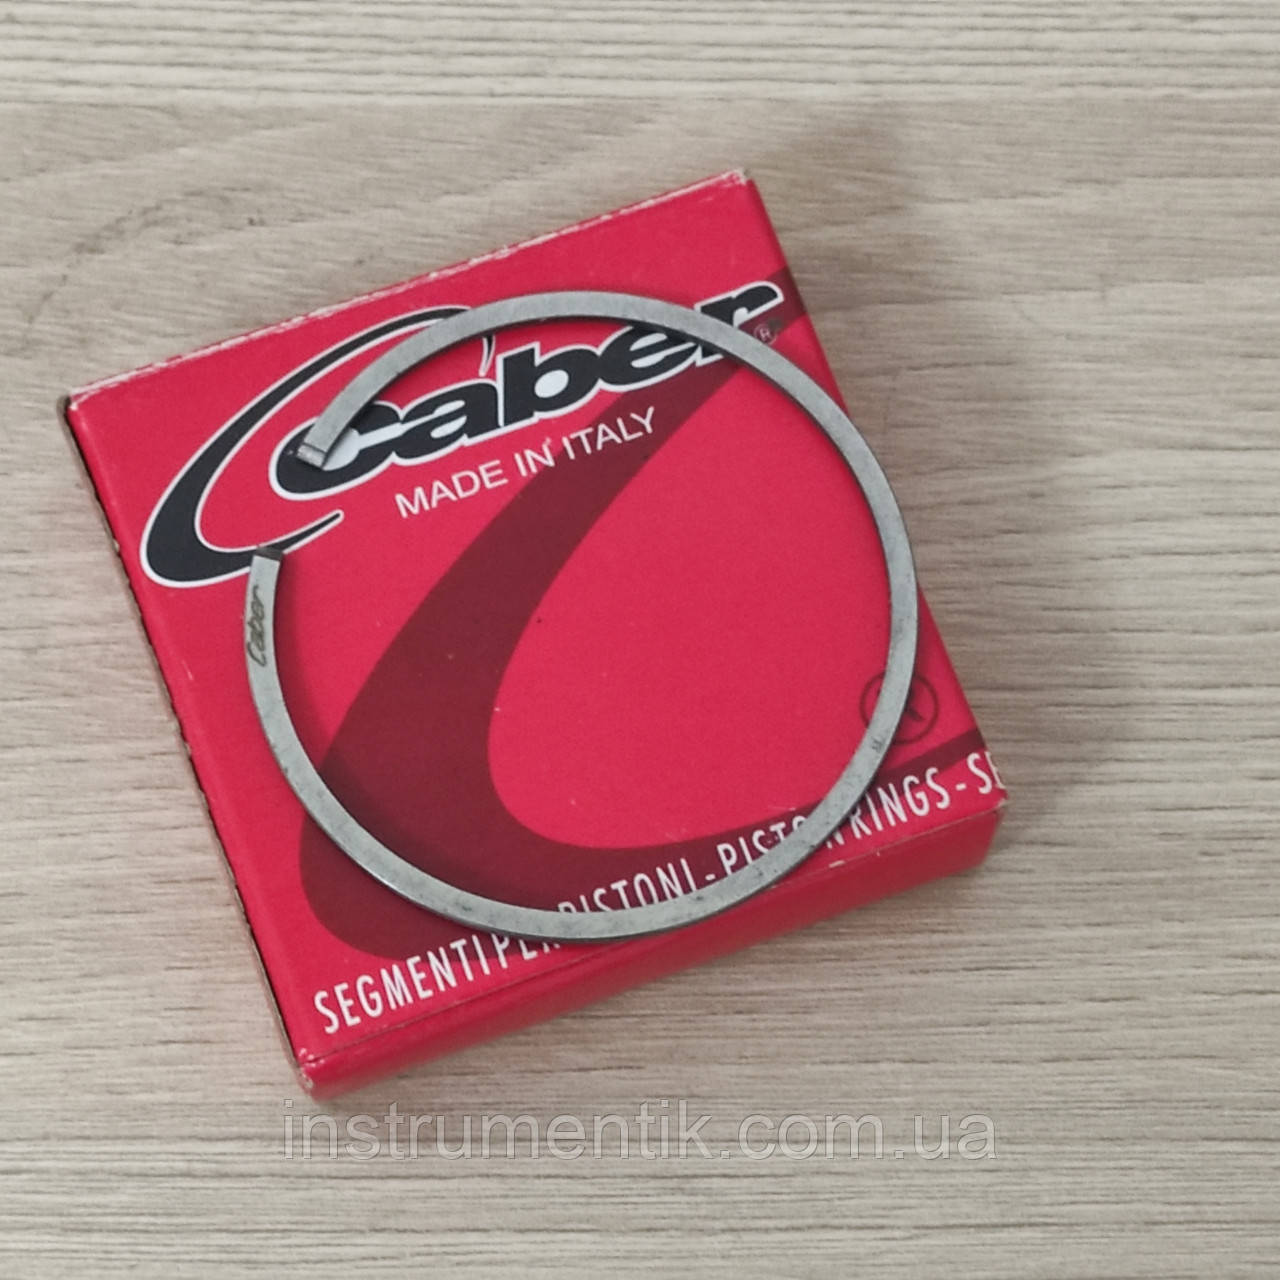 Caber®
MADE IN ITALY
Caber
SEGMENTI PER PISTONI - PISTON RINGS - SE
instrumentik.com.ua